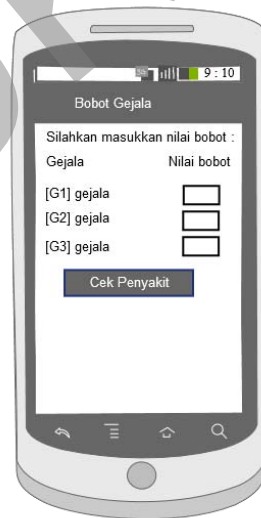 9 : 10
Bobot Gejala
Silahkan masukkan nilai bobot :
Gejala Nilai bobot
[G1] gejala
[G2] gejala
[G3] gejala
Cek Penyakit